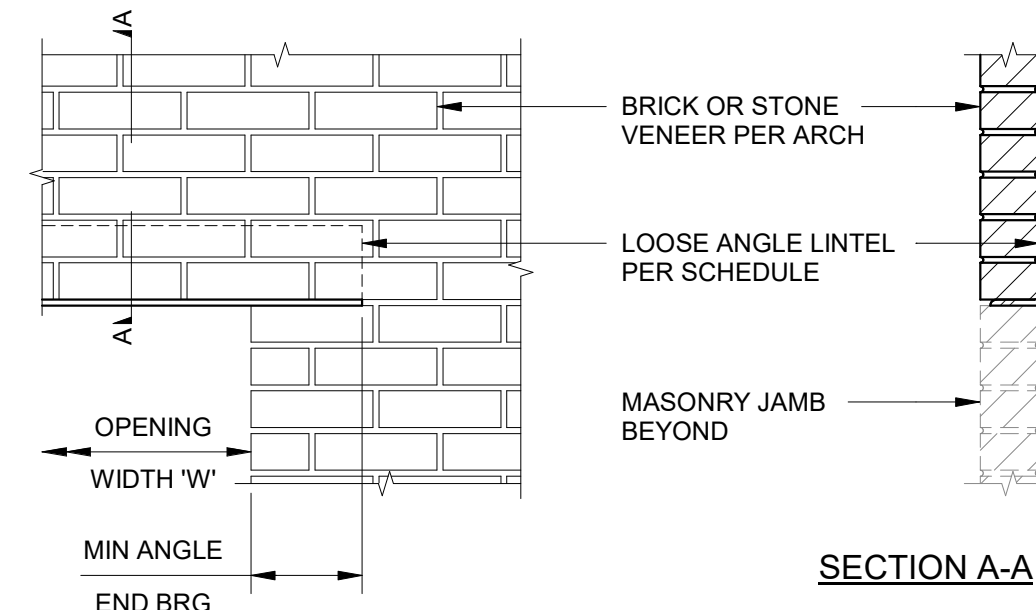 A
BRICK OR STONE
VENEER PER ARCH
LOOSE ANGLE LINTEL
PER SCHEDULE
A
MASONRY JAMB
BEYOND
OPENING
WIDTH 'W'
MIN ANGLE
END BRG
SECTION A-A